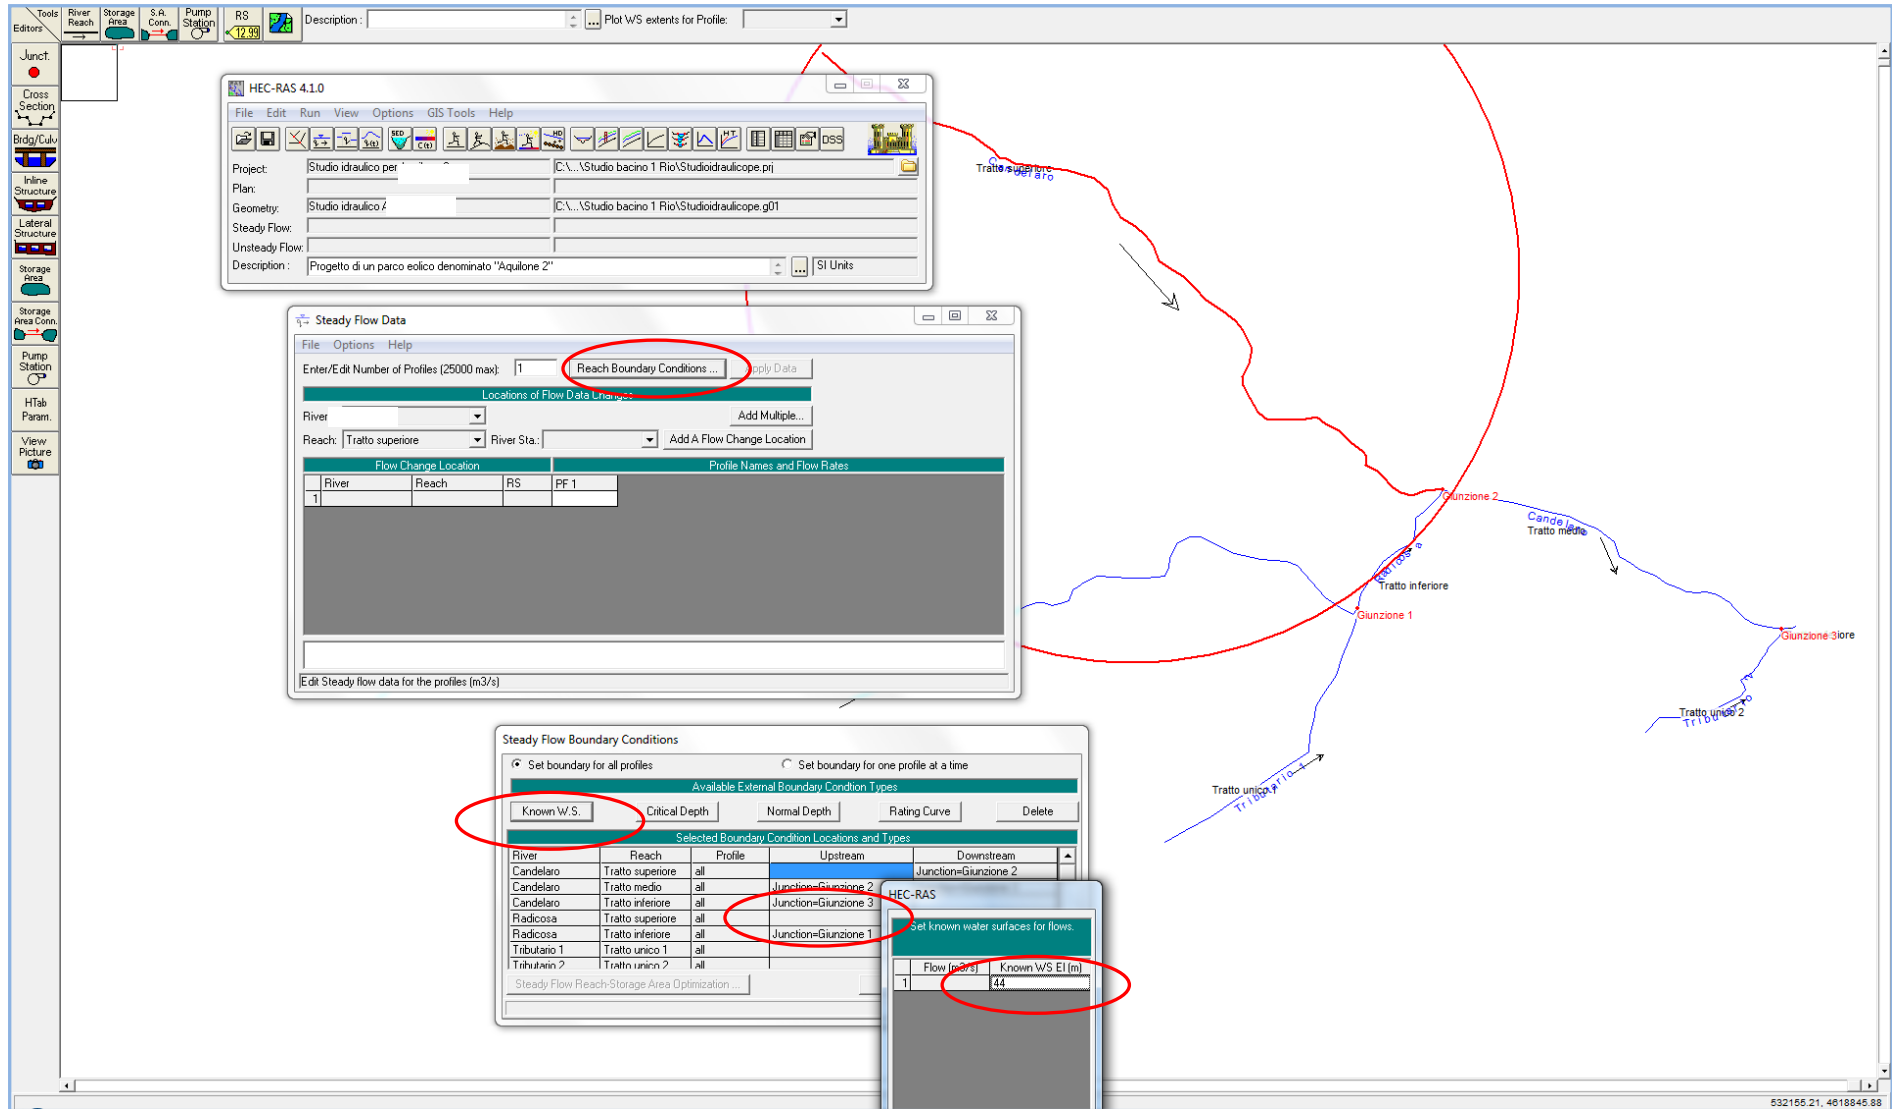 Tools
Editors
River Reach
Storage Area
S.A. Conn.
Pump Station
RS
12.99
Description :
...
Plot WS extents for Profile:
Junct.
Cross Section
Brdg/Culv
Inline Structure
Lateral Structure
Storage Area
Storage Area Conn.
Pump Station
HTab Param.
View Picture
HEC-RAS 4.1.0
File Edit Run View Options GIS Tools Help
DSS
Project: Studio idraulico per C:\...\Studio bacino 1 Rio\Studioidraulicope.prj
Plan:
Geometry: Studio idraulico C:\...\Studio bacino 1 Rio\Studioidraulicope.g01
Steady Flow:
Unsteady Flow:
Description : Progetto di un parco eolico denominato "Aquilone 2" ... SI Units
Steady Flow Data
File Options Help
Enter/Edit Number of Profiles (25000 max): 1 Reach Boundary Conditions ... Apply Data
Locations of Flow Data Changes
River Add Multiple...
Reach: Tratto superiore River Sta.: Add A Flow Change Location
Flow Change Location Profile Names and Flow Rates
River Reach RS PF 1
1
Edit Steady flow data for the profiles (m3/s)
Steady Flow Boundary Conditions
Set boundary for all profiles Set boundary for one profile at a time
Available External Boundary Condtion Types
Known W.S. Critical Depth Normal Depth Rating Curve Delete
Selected Boundary Condition Locations and Types
River Reach Profile Upstream Downstream
Candelaro Tratto superiore all Junction=Giunzione 2
Candelaro Tratto medio all Junction=Giunzione 2
Candelaro Tratto inferiore all Junction=Giunzione 3
Radicosa Tratto superiore all
Radicosa Tratto inferiore all Junction=Giunzione 1
Tributario 1 Tratto unico 1 all
Tributario 2 Tratto unico 2 all
Steady Flow Reach-Storage Area Optimization ...
HEC-RAS
Set known water surfaces for flows.
Flow (m3/s) Known WS El (m)
1 44
Tratto superiore
Candelaro
Giunzione 2
Candelaro
Tratto medio
Radicosa
Tratto inferiore
Giunzione 1
Giunzione 3
iore
Tratto unico 2
Tributario 2
Tratto unico 1
Tributario 1
532155.21, 4618845.88